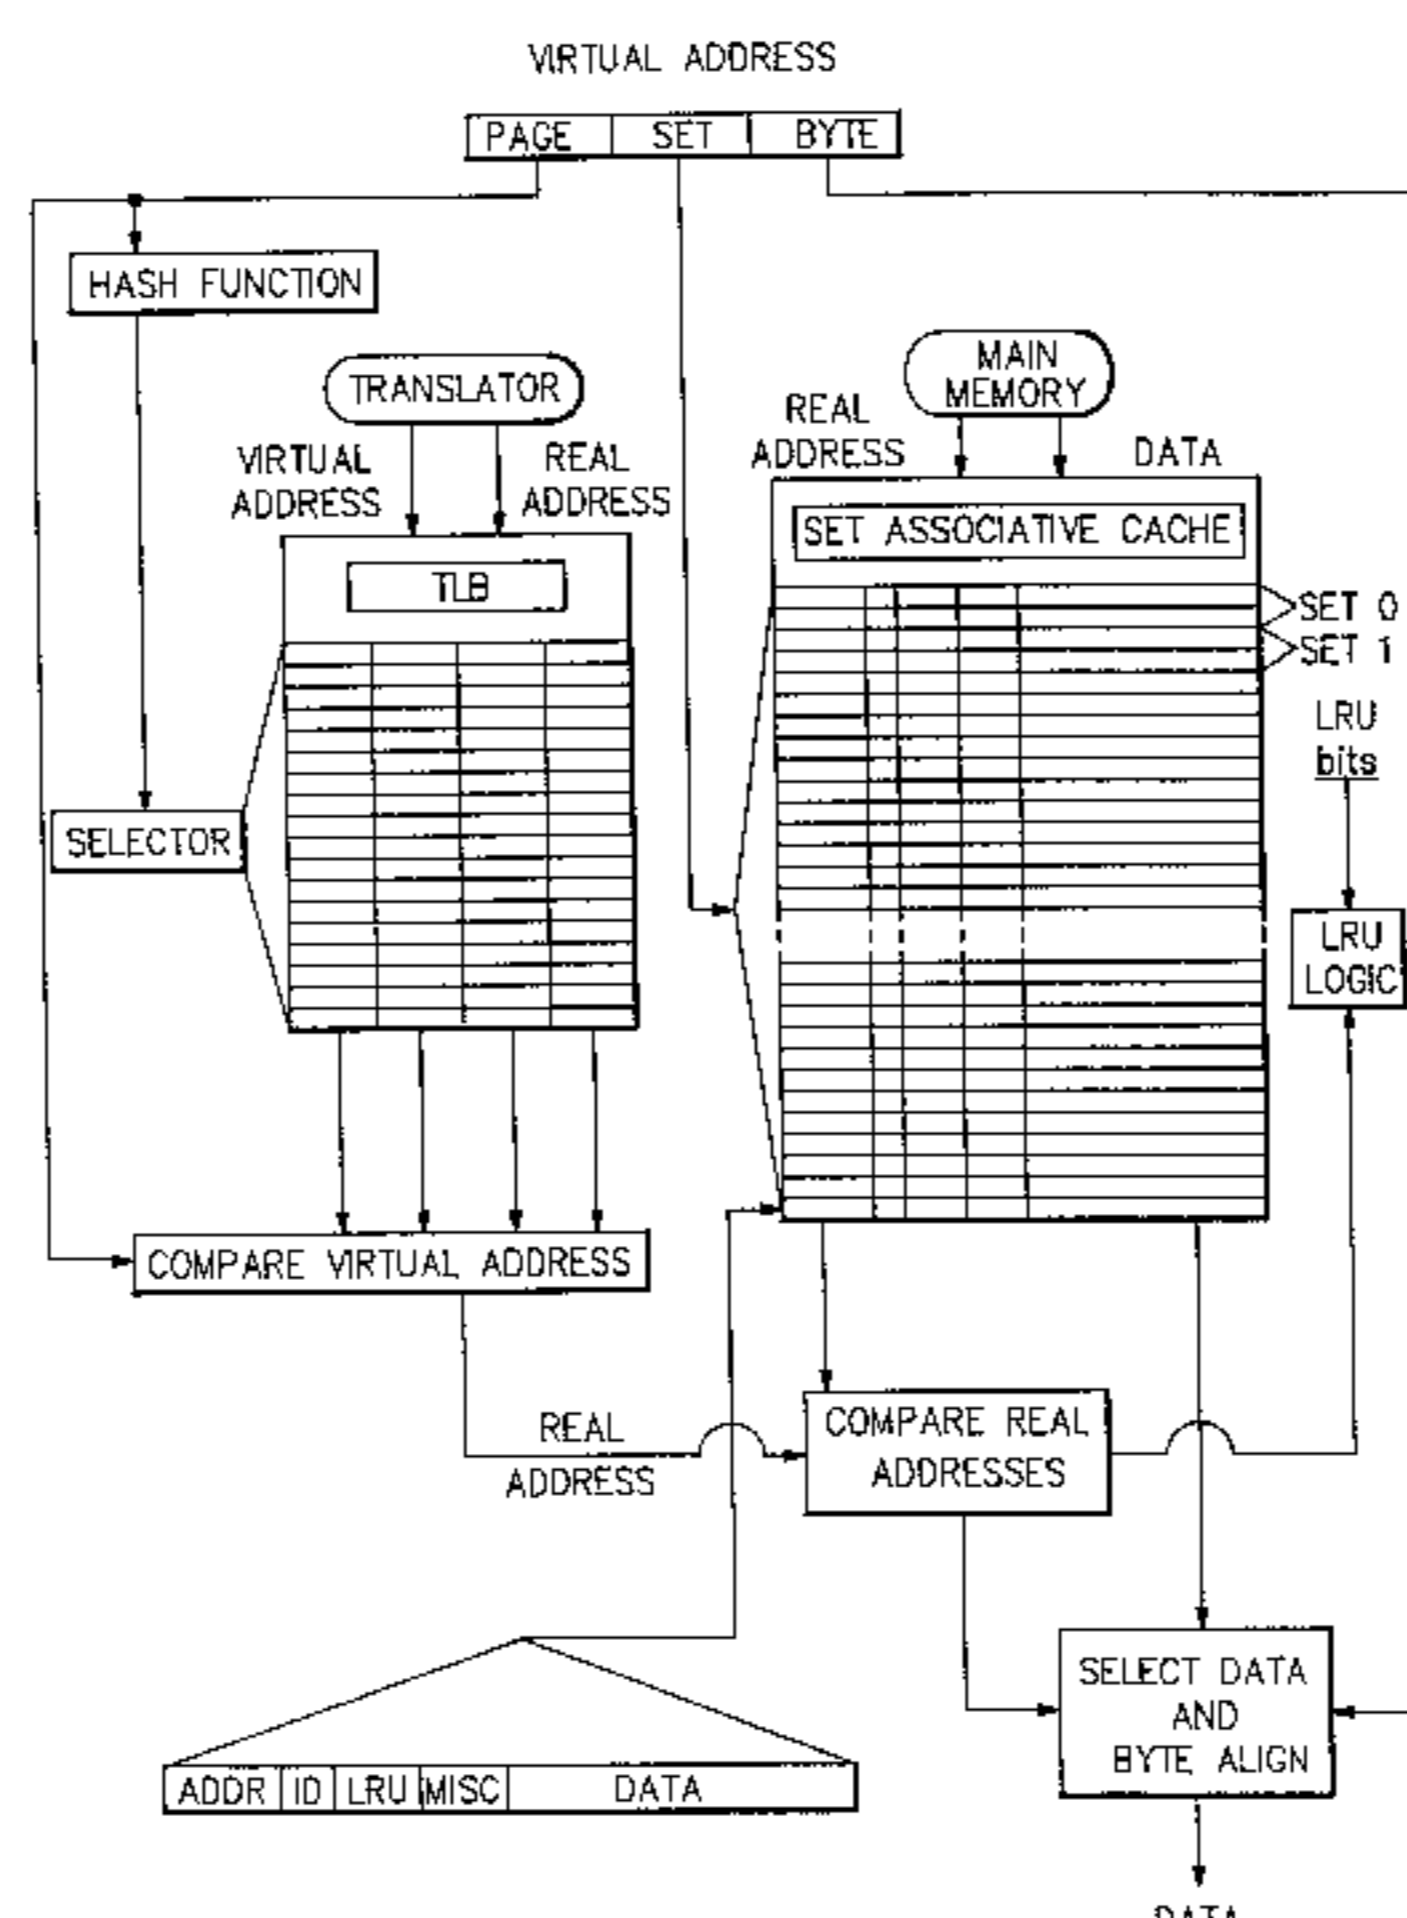 VIRTUAL ADDRESS
PAGE SET BYTE
HASH FUNCTION
TRANSLATOR
MAIN
MEMORY
VIRTUAL
ADDRESS
REAL
ADDRESS
REAL
ADDRESS
DATA
SET ASSOCIATIVE CACHE
TLB
SET 0
SET 1
LRU
bits
SELECTOR
LRU
LOGIC
COMPARE VIRTUAL ADDRESS
REAL
ADDRESS
COMPARE REAL
ADDRESSES
SELECT DATA
AND
BYTE ALIGN
ADDR ID LRU MISC DATA
DATA